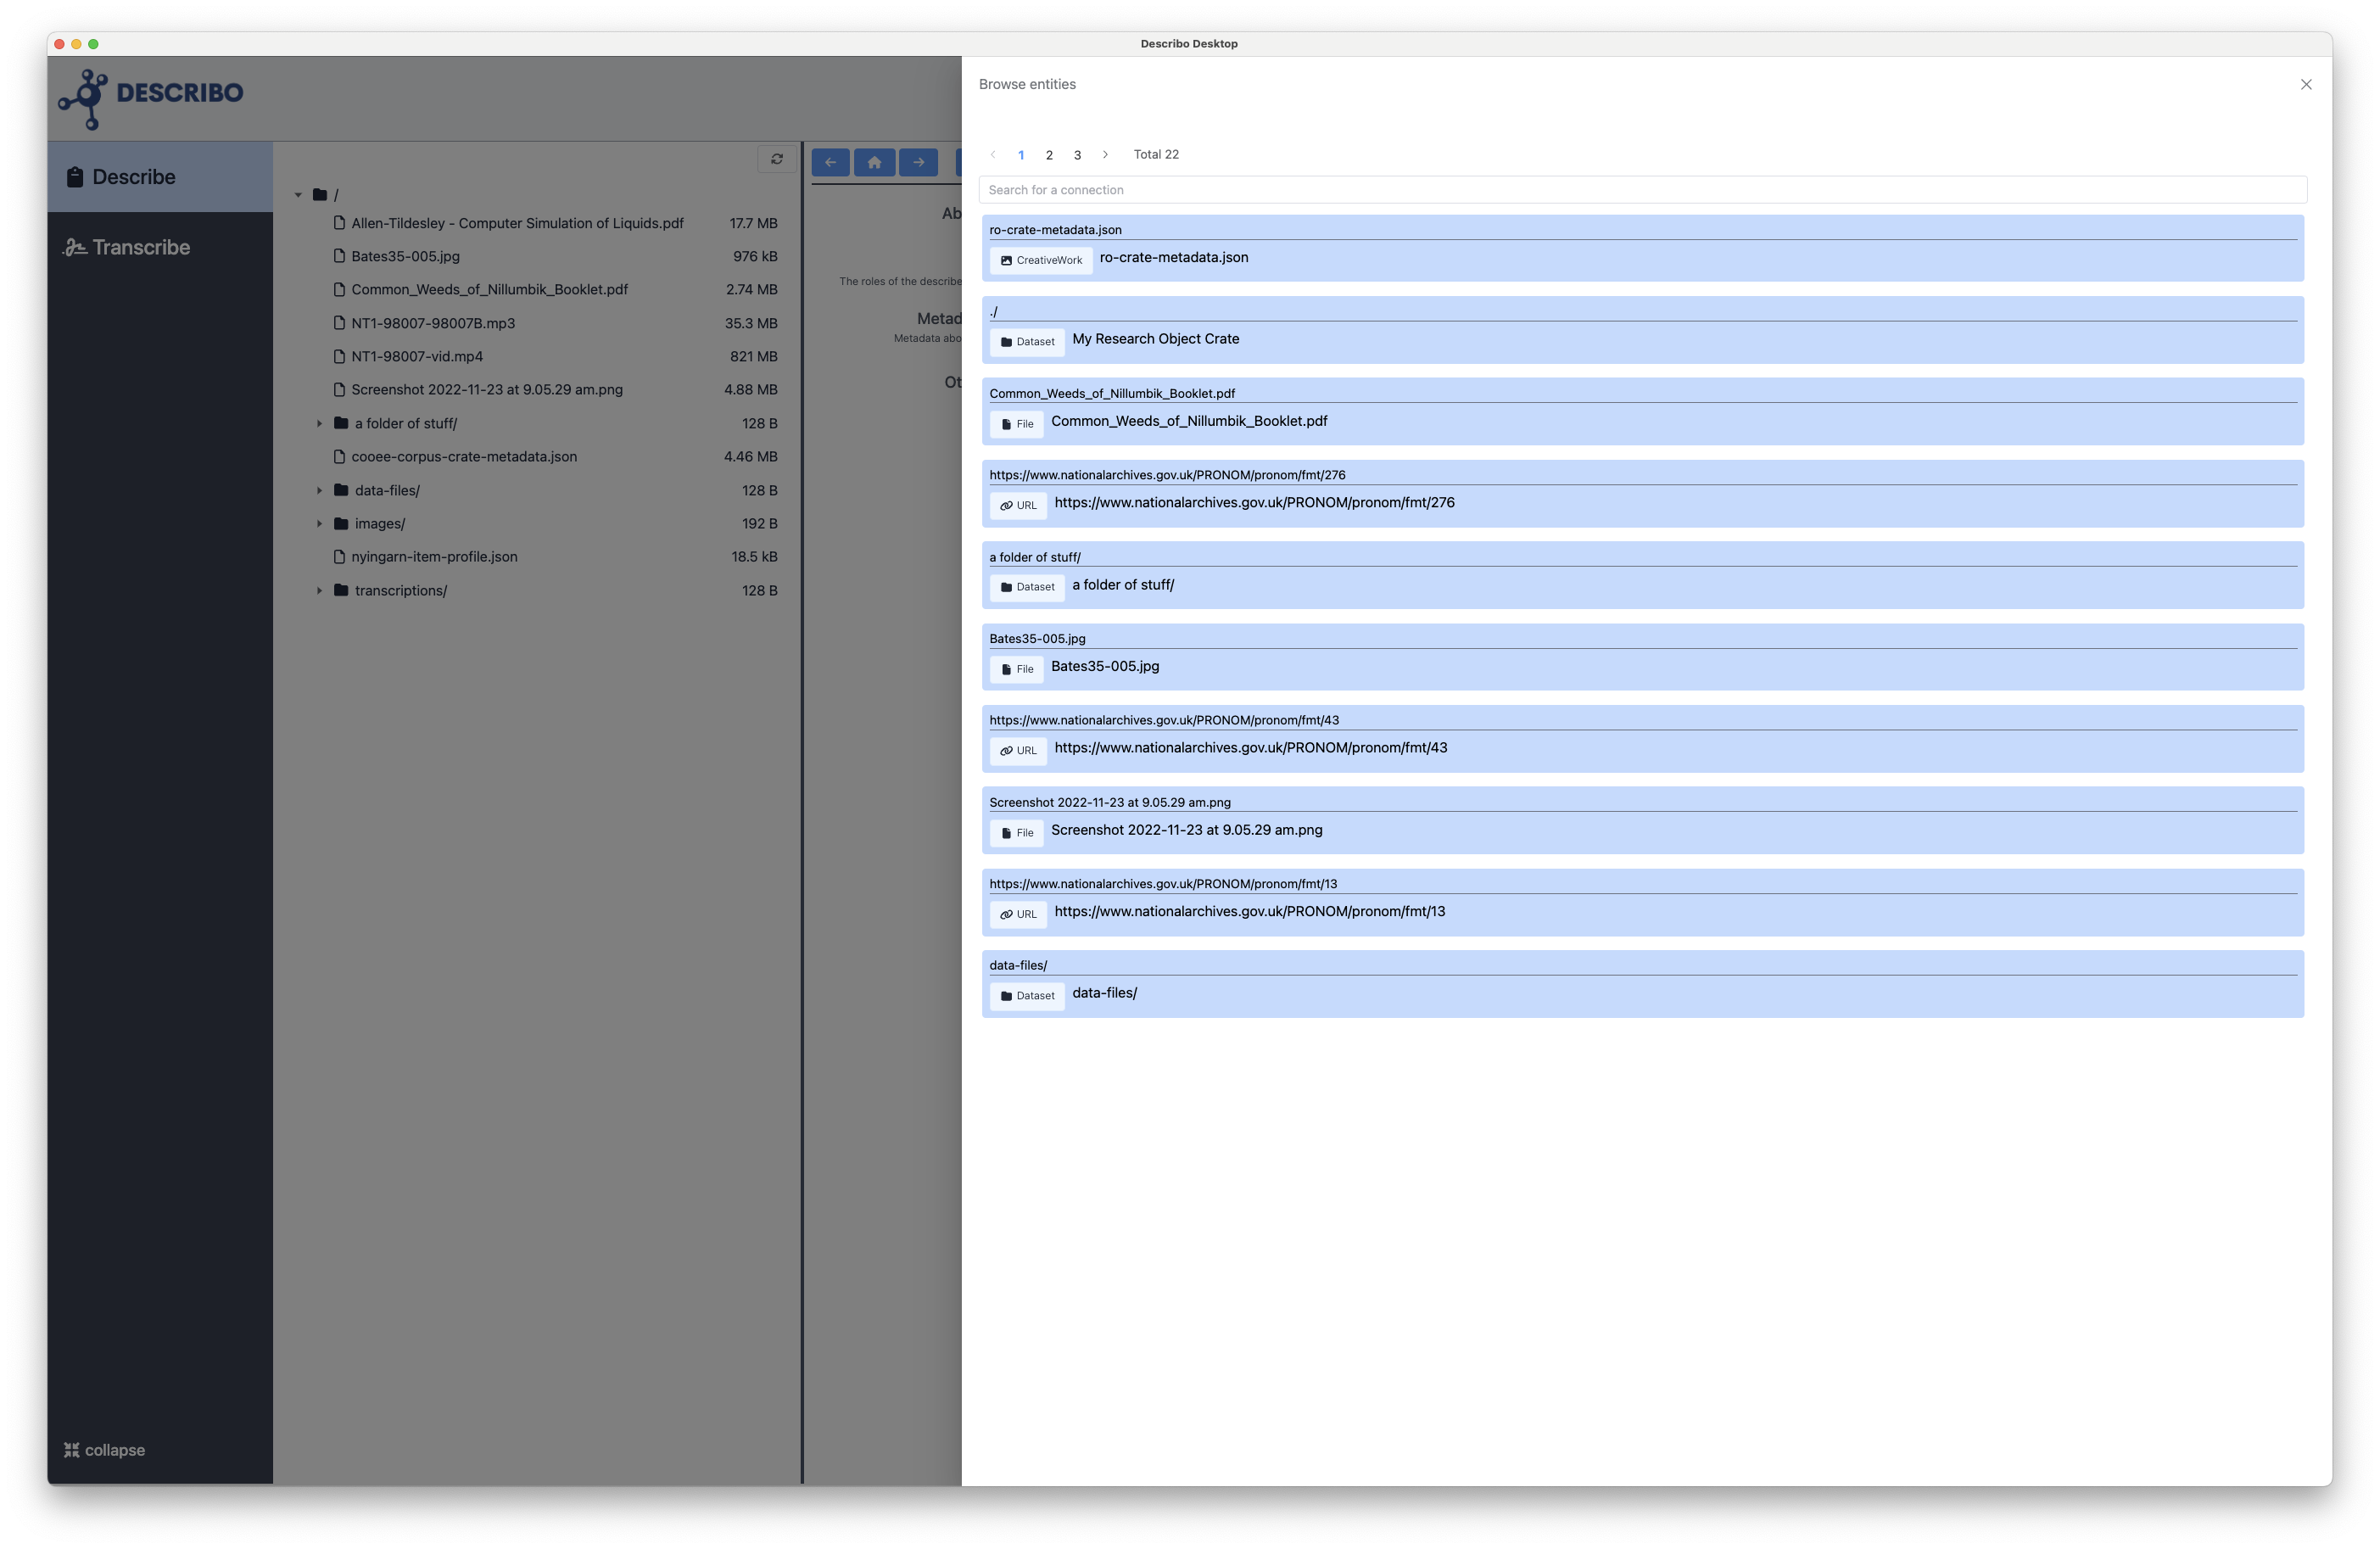 Describo Desktop
DESCRIBO
Describe
Transcribe
collapse
/
Allen-Tildesley - Computer Simulation of Liquids.pdf 17.7 MB
Bates35-005.jpg 976 kB
Common_Weeds_of_Nillumbik_Booklet.pdf 2.74 MB
NT1-98007-98007B.mp3 35.3 MB
NT1-98007-vid.mp4 821 MB
Screenshot 2022-11-23 at 9.05.29 am.png 4.88 MB
a folder of stuff/ 128 B
cooee-corpus-crate-metadata.json 4.46 MB
data-files/ 128 B
images/ 192 B
nyingarn-item-profile.json 18.5 kB
transcriptions/ 128 B
Ab
The roles of the describe
Metad
Metadata abo
Ot
Browse entities
1 2 3 Total 22
Search for a connection
ro-crate-metadata.json
CreativeWork ro-crate-metadata.json
./
Dataset My Research Object Crate
Common_Weeds_of_Nillumbik_Booklet.pdf
File Common_Weeds_of_Nillumbik_Booklet.pdf
https://www.nationalarchives.gov.uk/PRONOM/pronom/fmt/276
URL https://www.nationalarchives.gov.uk/PRONOM/pronom/fmt/276
a folder of stuff/
Dataset a folder of stuff/
Bates35-005.jpg
File Bates35-005.jpg
https://www.nationalarchives.gov.uk/PRONOM/pronom/fmt/43
URL https://www.nationalarchives.gov.uk/PRONOM/pronom/fmt/43
Screenshot 2022-11-23 at 9.05.29 am.png
File Screenshot 2022-11-23 at 9.05.29 am.png
https://www.nationalarchives.gov.uk/PRONOM/pronom/fmt/13
URL https://www.nationalarchives.gov.uk/PRONOM/pronom/fmt/13
data-files/
Dataset data-files/